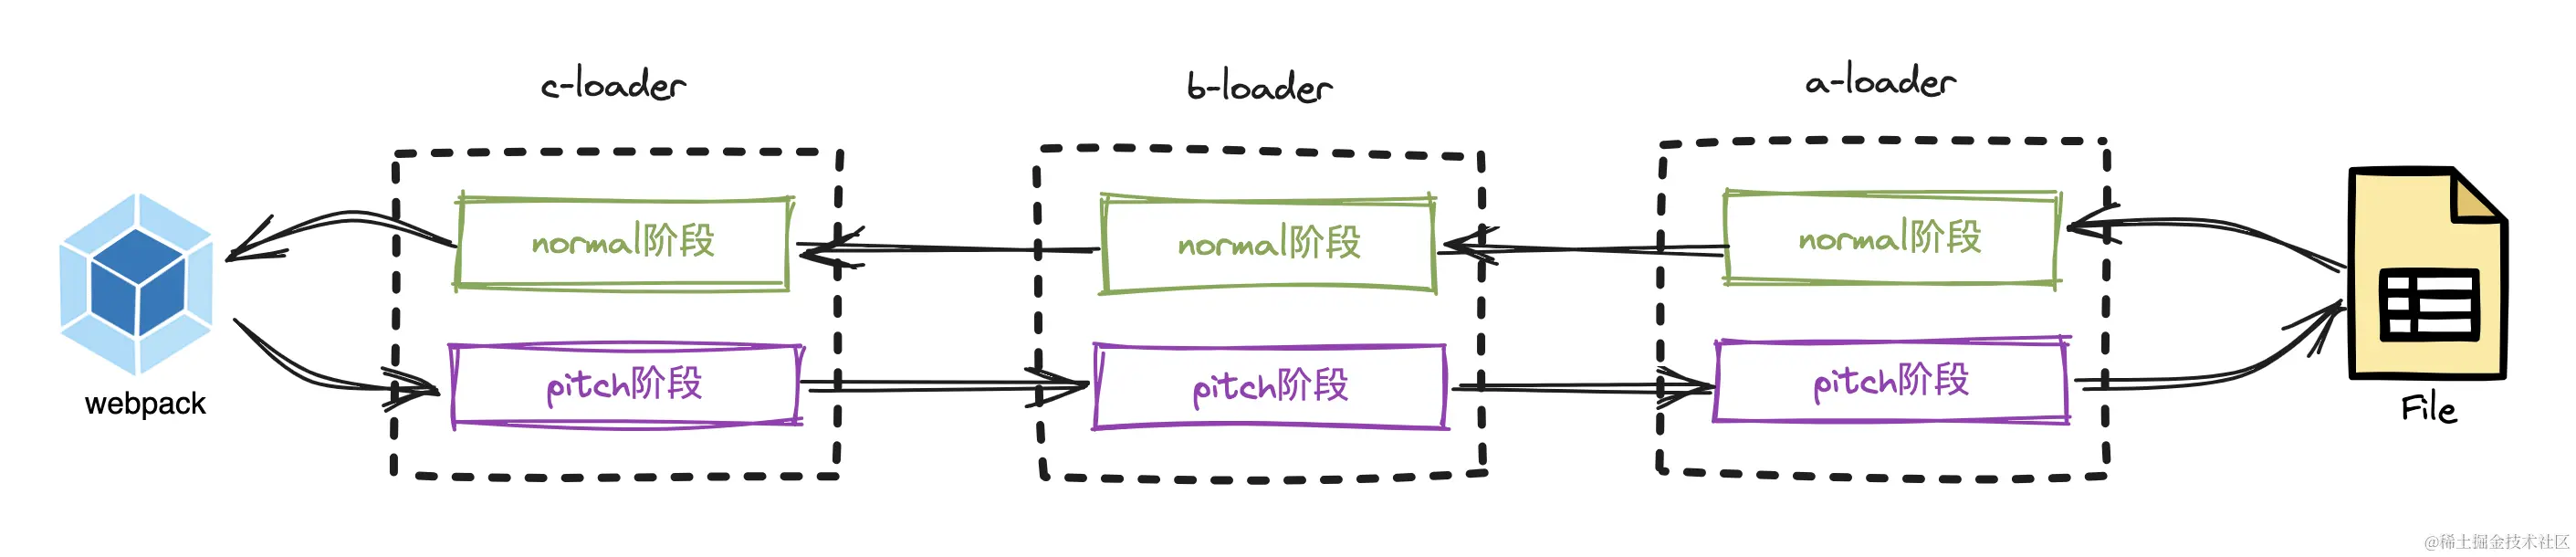 c-loader
b-loader
a-loader
normal阶段
normal阶段
normal阶段
pitch阶段
pitch阶段
pitch阶段
webpack
File
@稀土掘金技术社区